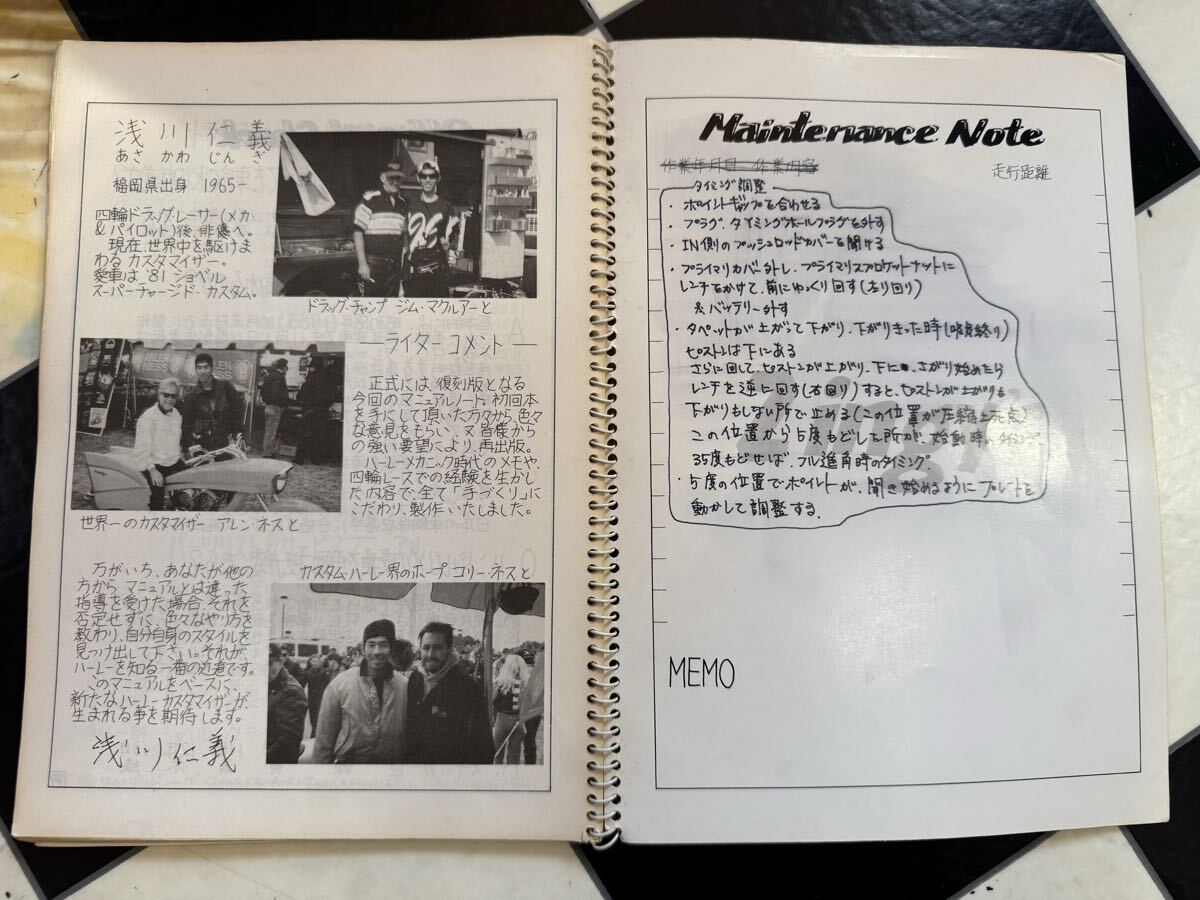 浅川仁義
あさかわじんぎ
福岡県出身 1965-
四輪ドラッグ・レーサー(メカ
&パイロット)後、俳優へ。
現在、世界中を駆けま
わるカスタマイザー。
愛車は'81ショベル
スーパーチャージド・カスタム。
ドラッグ・チャンプ ジム・マクルアーと
ARLEN
NESS
世界一のカスタマイザー アレン・ネスと
ライター コメント
正式には、復刻版となる
今回のマニュアルノート、初回本
を手にして頂いた方々から、色々
な意見をもらい、又皆様から
の強い要望により、再出版。
ハーレーメカニック時代のメモや、
四輪レースでの経験を生かし
た内容で、全て「手づくり」に
こだわり、製作いたしました。
万がいち、あなたが他の
方から マニュアルとは違った
指導を受けた場合、それを
否定せずに、色々なやり方を
教わり、自分自身のスタイルを
見つけ出して下さい。それが
ハーレーを知る一番の近道です。
このマニュアルをベースに、
新たなハーレーカスタマイザーが、
生まれる事を期待します。
浅川仁義
カスタム・ハーレー界のホープ コリー・ネスと
Maintenance Note
作業年月日 作業内容
走行距離
タイミング調整
・ポイントギャップを合わせる
・プラグ、タイミングホールプラグを外す
・IN側のプッシュロッドカバーを開ける
・プライマリカバー外し、プライマリスプロケットナットに
レンチをかけて、前にゆっくり回す(左り回り)
&バッテリー外す
・タペットが上がって下がり、下がりきった時(吸気終り)
ピストンは下にある
さらに回して、ピストンが上がり、下に さがり始めたら
レンチを逆に回す(右回り)すると、ピストンが上がりも
下がりもしない所で止める(この位置が圧縮上死点)
この位置から5度もどした所が、始動時のタイミング
35度もどせば、フル進角時のタイミング
・5度の位置でポイントが、開き始めるようにプレートを
動かして調整する.
MEMO